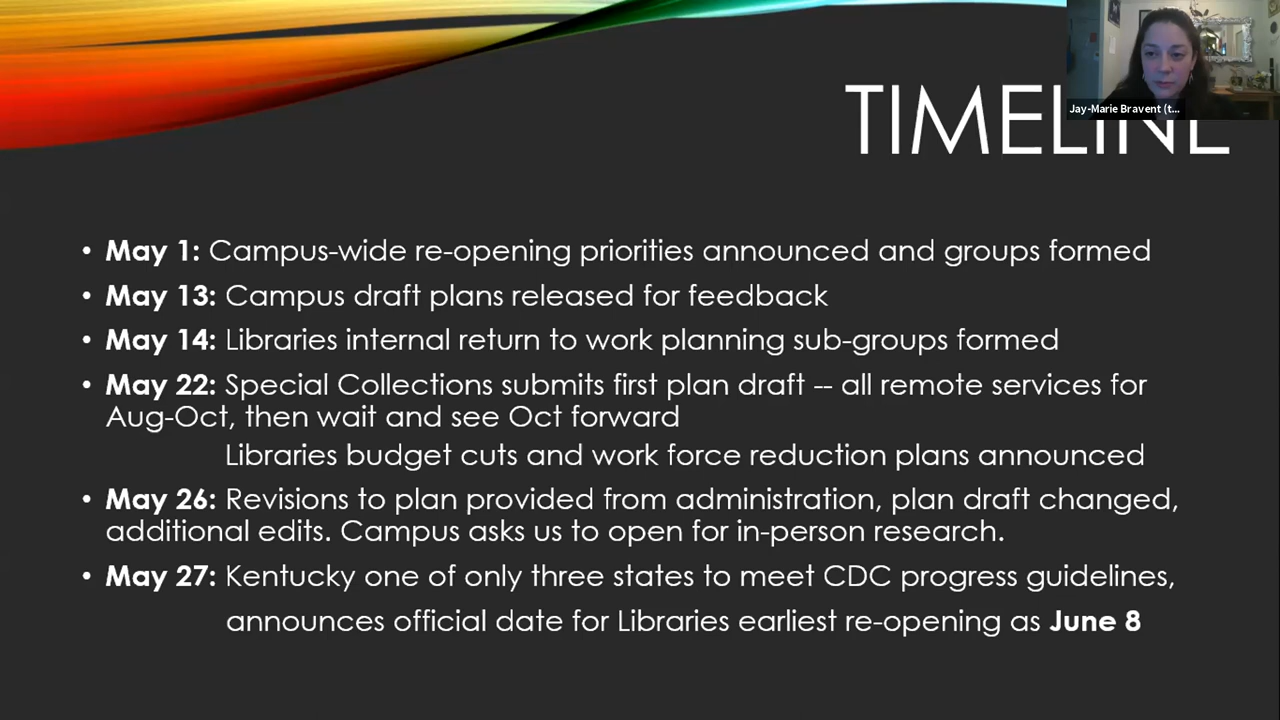 Jay-Marie Bravent (t...
TIMELINE
• May 1: Campus-wide re-opening priorities announced and groups formed
• May 13: Campus draft plans released for feedback
• May 14: Libraries internal return to work planning sub-groups formed
• May 22: Special Collections submits first plan draft -- all remote services for
Aug-Oct, then wait and see Oct forward
Libraries budget cuts and work force reduction plans announced
• May 26: Revisions to plan provided from administration, plan draft changed,
additional edits. Campus asks us to open for in-person research.
• May 27: Kentucky one of only three states to meet CDC progress guidelines,
announces official date for Libraries earliest re-opening as June 8